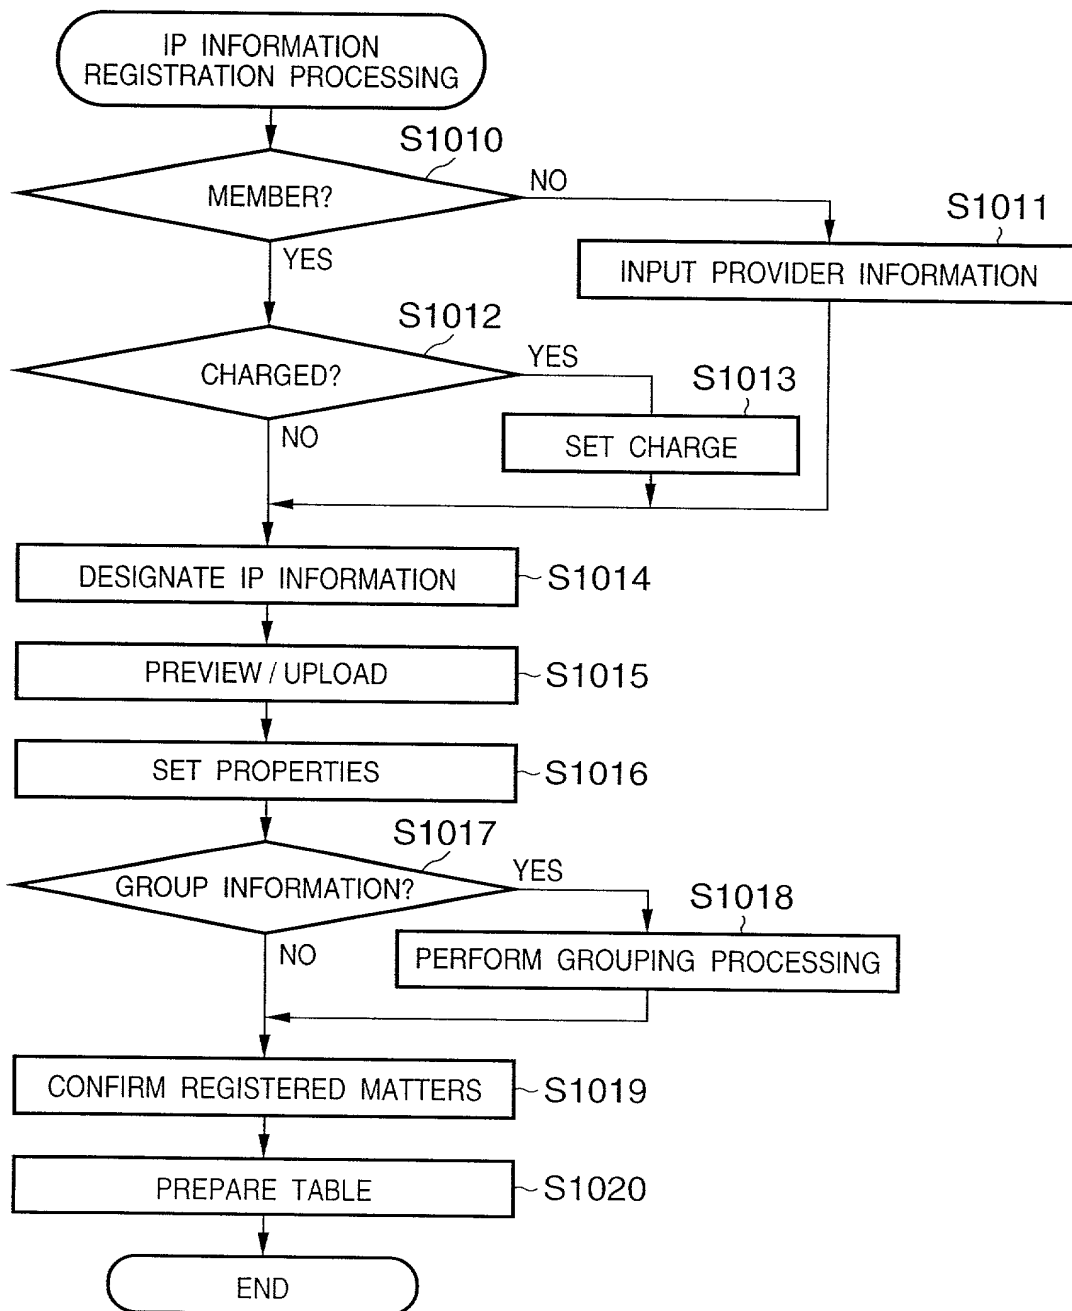 IP INFORMATION
REGISTRATION PROCESSING
S1010
MEMBER?
NO
YES
S1011
INPUT PROVIDER INFORMATION
S1012
CHARGED?
YES
NO
S1013
SET CHARGE
DESIGNATE IP INFORMATION
S1014
PREVIEW / UPLOAD
S1015
SET PROPERTIES
S1016
S1017
GROUP INFORMATION?
YES
NO
S1018
PERFORM GROUPING PROCESSING
CONFIRM REGISTERED MATTERS
S1019
PREPARE TABLE
S1020
END